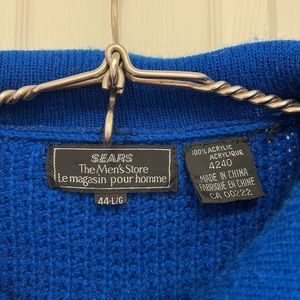 SEARS
The Men's Store
Le magasin pour homme
44-L/G
100% ACRYLIC
ACRYLIQUE
4240
MADE IN CHINA
FABRIQUÉ EN CHINE
CA 00222